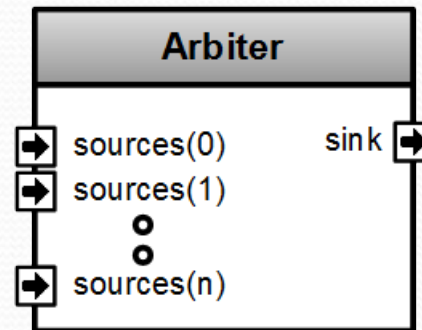 Arbiter
sources(0)
sink
sources(1)
sources(n)